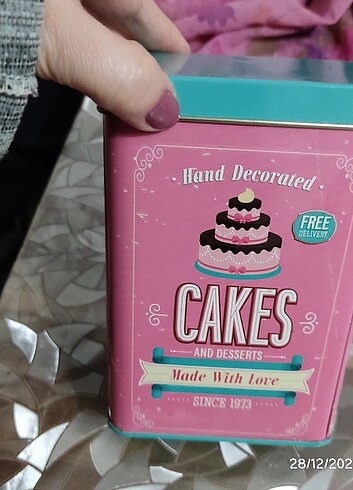 Hand Decorated
FREE
DELIVERY
CAKES
AND DESSERTS
Made With Love
SINCE 1973
28/12/202